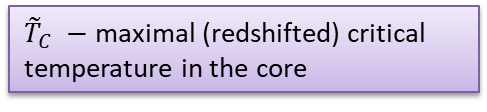 T̃_C – maximal (redshifted) critical
temperature in the core